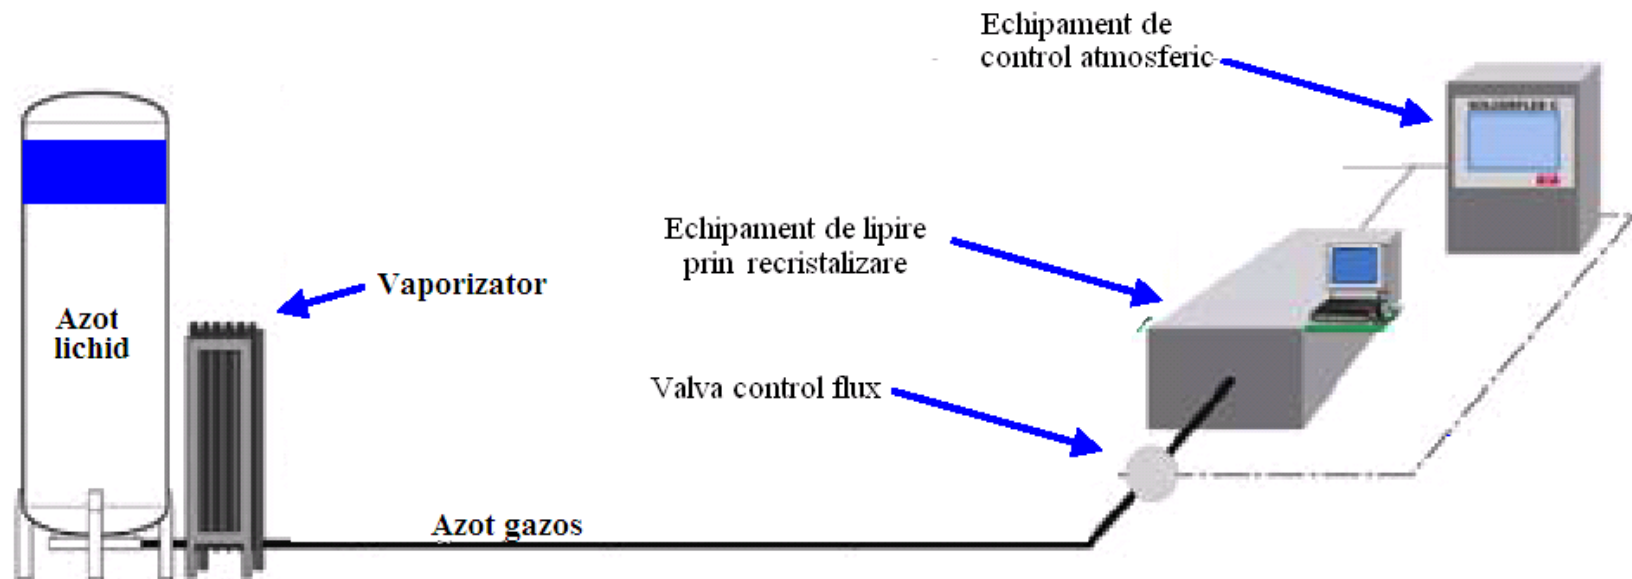 Echipament de
control atmosferic
Echipament de lipire
prin recristalizare
Vaporizator
Azot
lichid
Valva control flux
Azot gazos